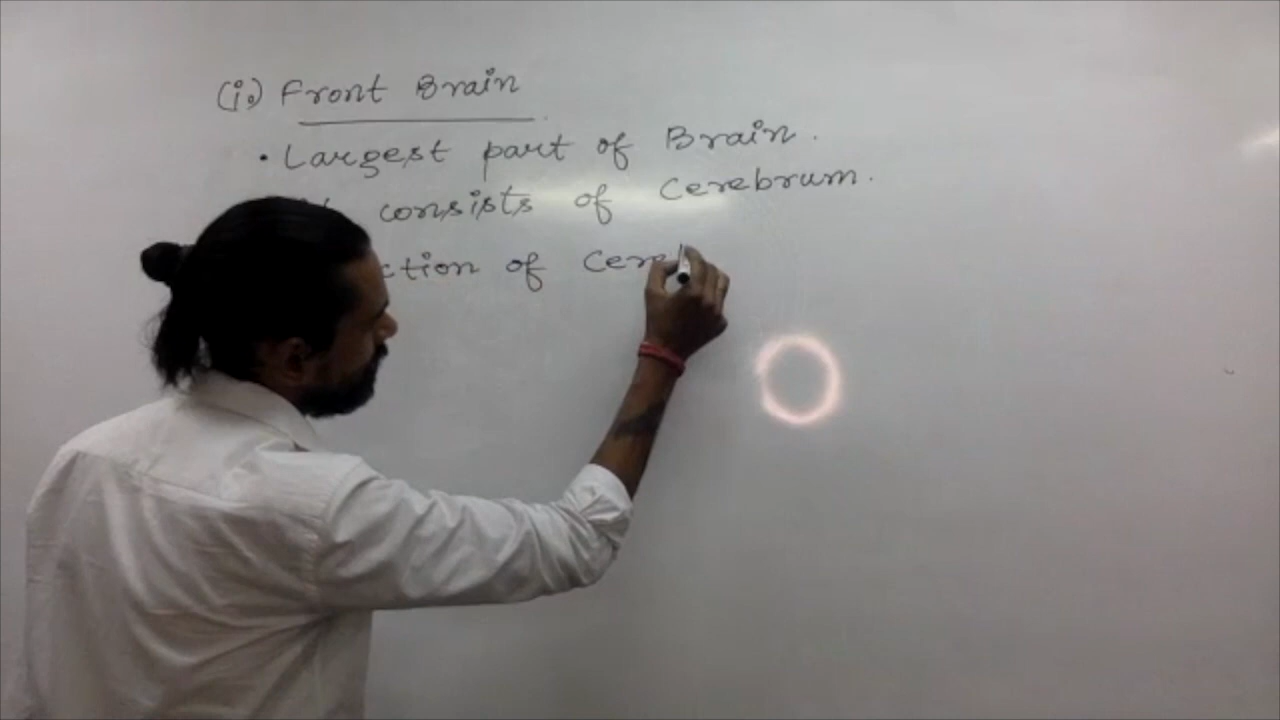 (i.) Front Brain
• Largest part of Brain.
consists of Cerebrum.
ction of Cere